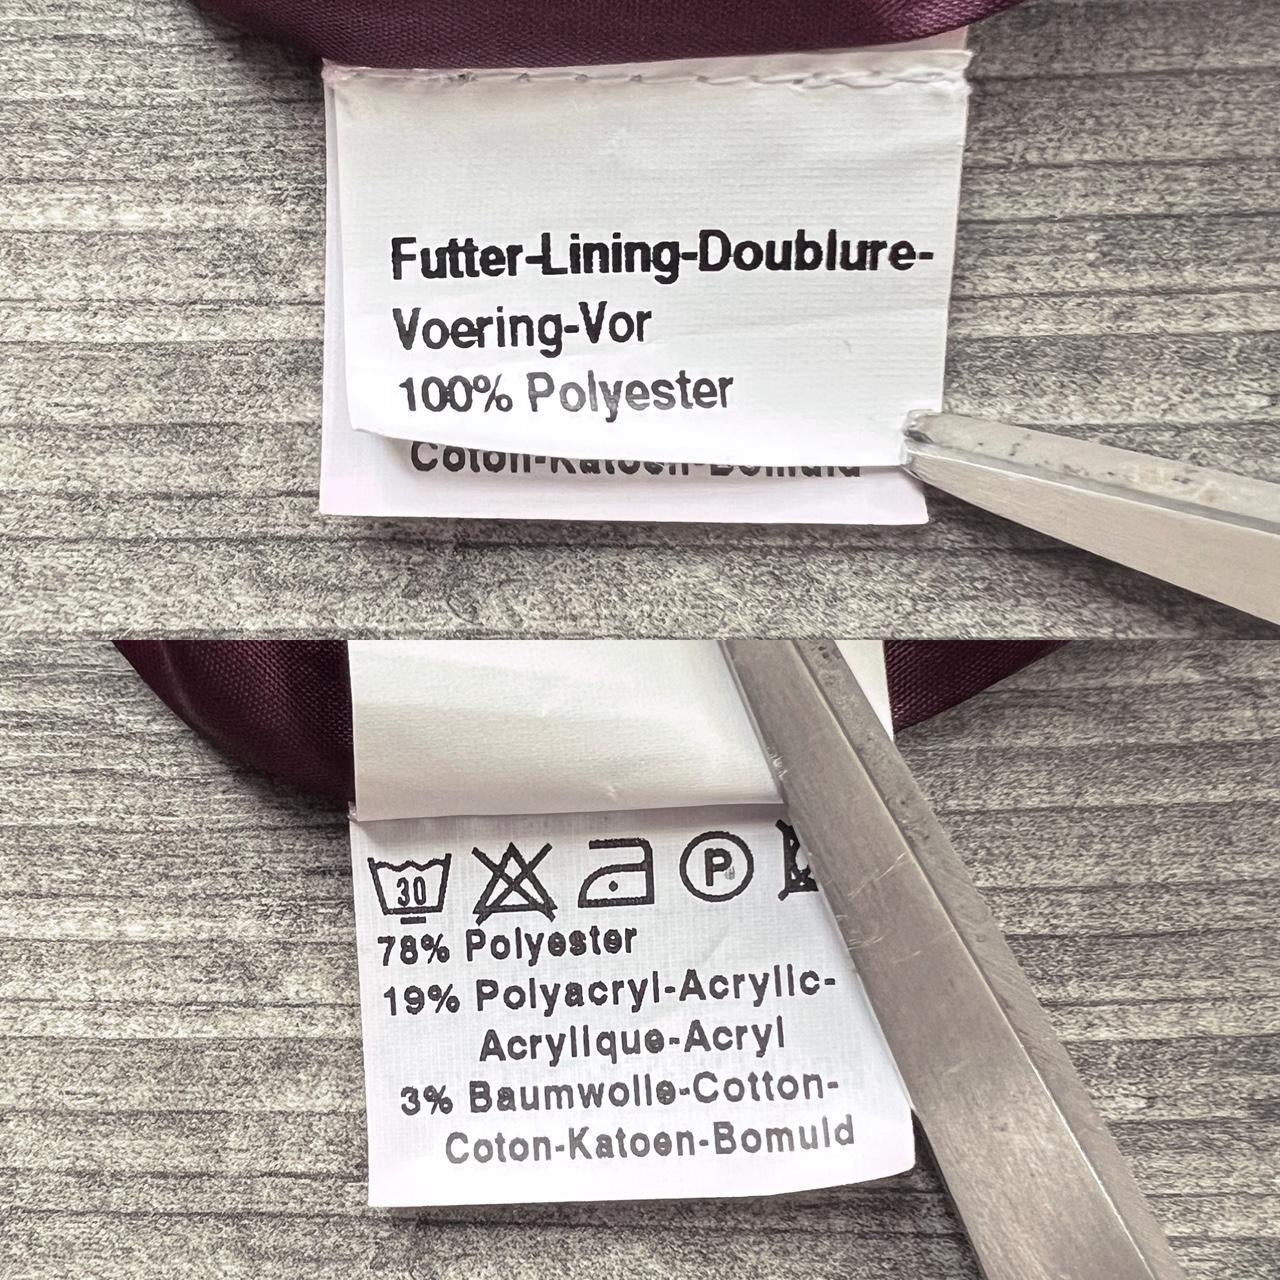 Futter-Lining-Doublure-
Voering-Vor
100% Polyester
Coton-Katoen-Bomuld
30
P
78% Polyester
19% Polyacryl-Acrylic-
Acrylique-Acryl
3% Baumwolle-Cotton-
Coton-Katoen-Bomuld